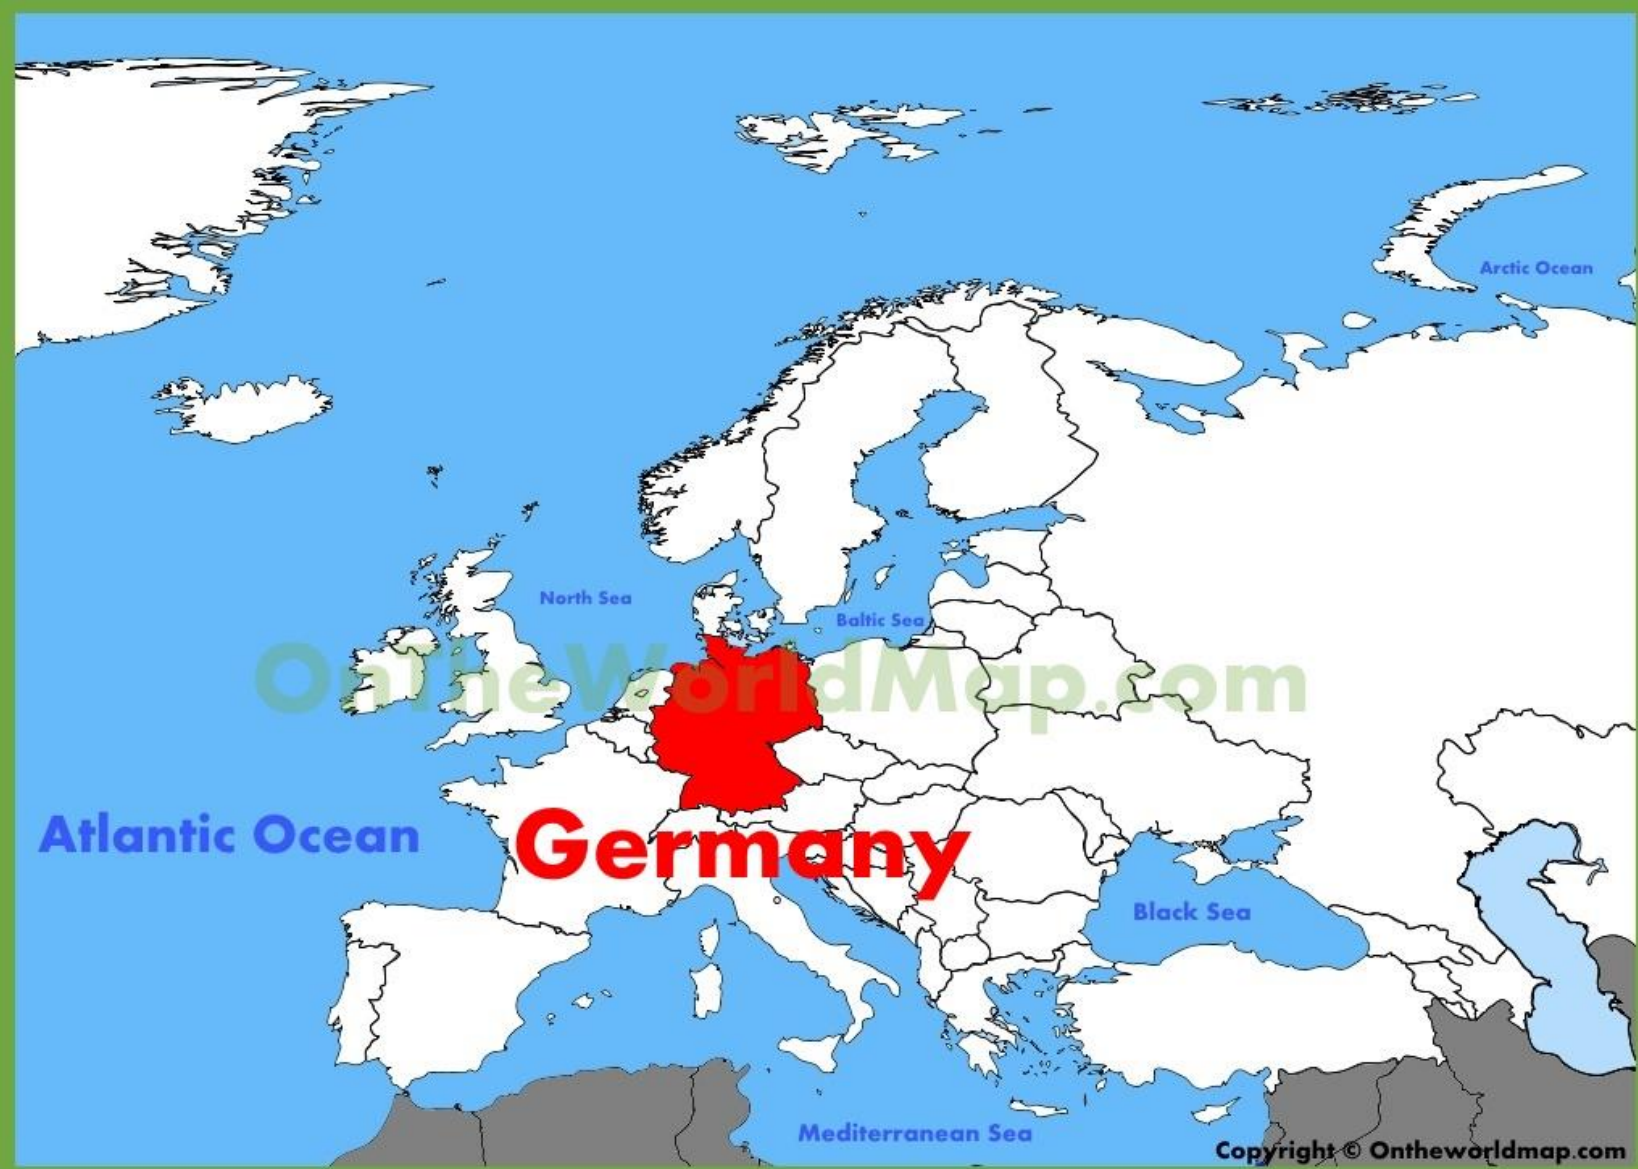 Arctic Ocean
North Sea
Baltic Sea
OnTheWorldMap.com
Atlantic Ocean
Germany
Black Sea
Mediterranean Sea
Copyright © Ontheworldmap.com